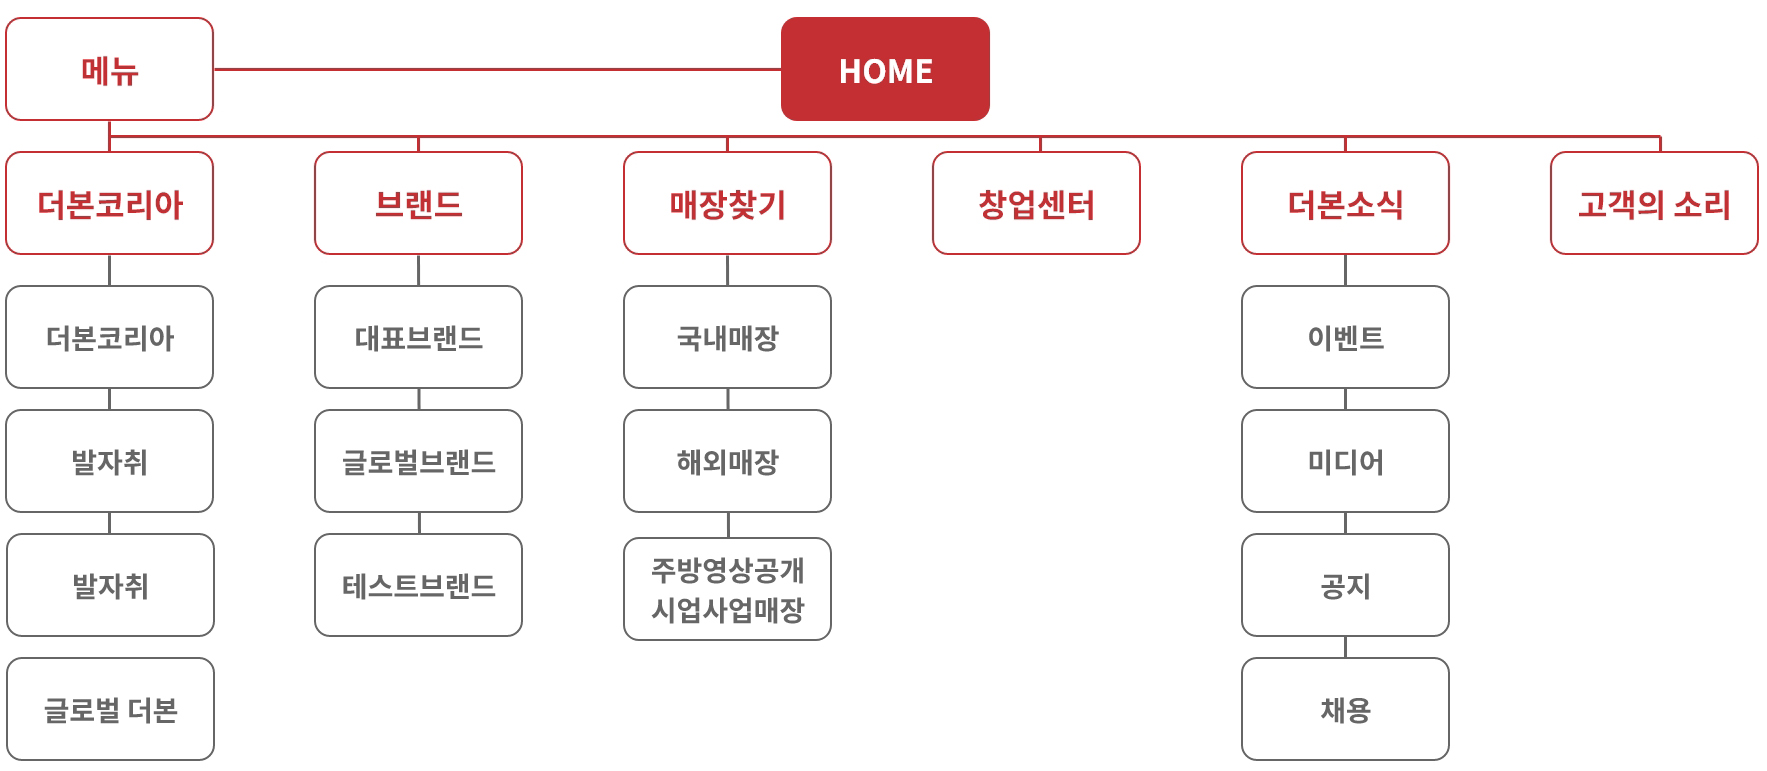 메뉴
HOME
더본코리아
브랜드
매장찾기
창업센터
더본소식
고객의 소리
더본코리아
대표브랜드
국내매장
이벤트
발자취
글로벌브랜드
해외매장
미디어
발자취
테스트브랜드
주방영상공개
시업사업매장
공지
글로벌 더본
채용